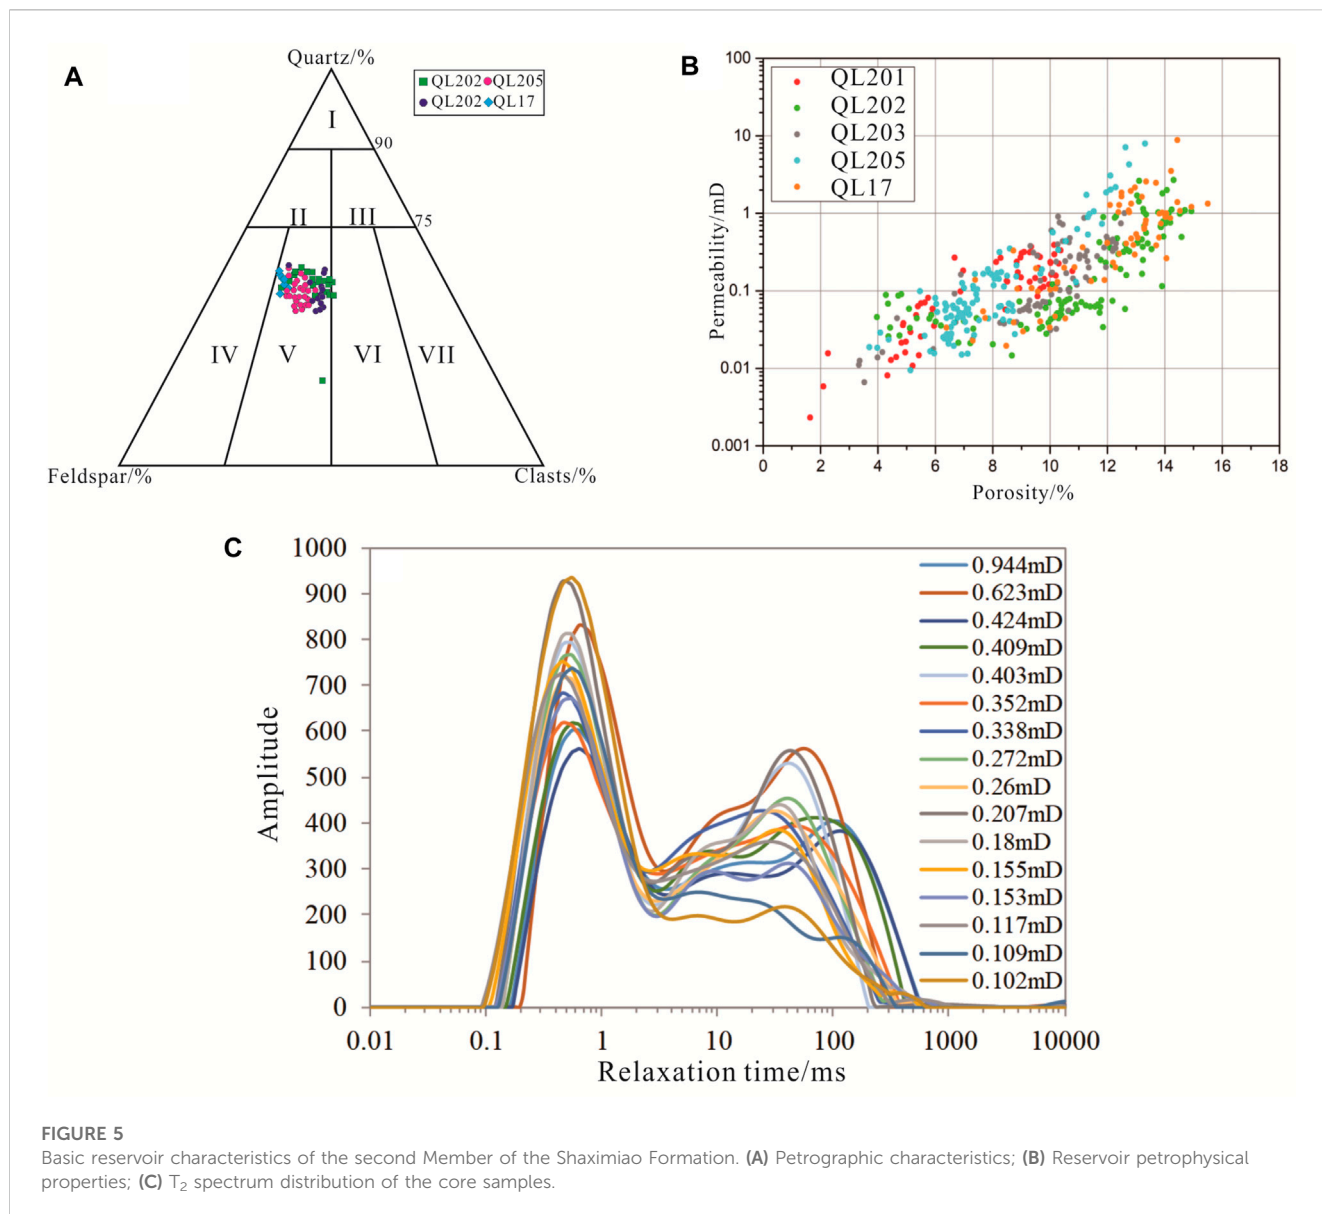 A
Quartz/%
QL202 QL205
QL202 QL17
I
90
II III
75
IV V VI VII
Feldspar/% Clasts/%
B
Permeability/mD
100
10
1
0.1
0.01
0.001
QL201
QL202
QL203
QL205
QL17
0 2 4 6 8 10 12 14 16 18
Porosity/%
C
Amplitude
1000
900
800
700
600
500
400
300
200
100
0
0.944mD
0.623mD
0.424mD
0.409mD
0.403mD
0.352mD
0.338mD
0.272mD
0.26mD
0.207mD
0.18mD
0.155mD
0.153mD
0.117mD
0.109mD
0.102mD
0.01 0.1 1 10 100 1000 10000
Relaxation time/ms
FIGURE 5
Basic reservoir characteristics of the second Member of the Shaximiao Formation. (A) Petrographic characteristics; (B) Reservoir petrophysical
properties; (C) T2 spectrum distribution of the core samples.